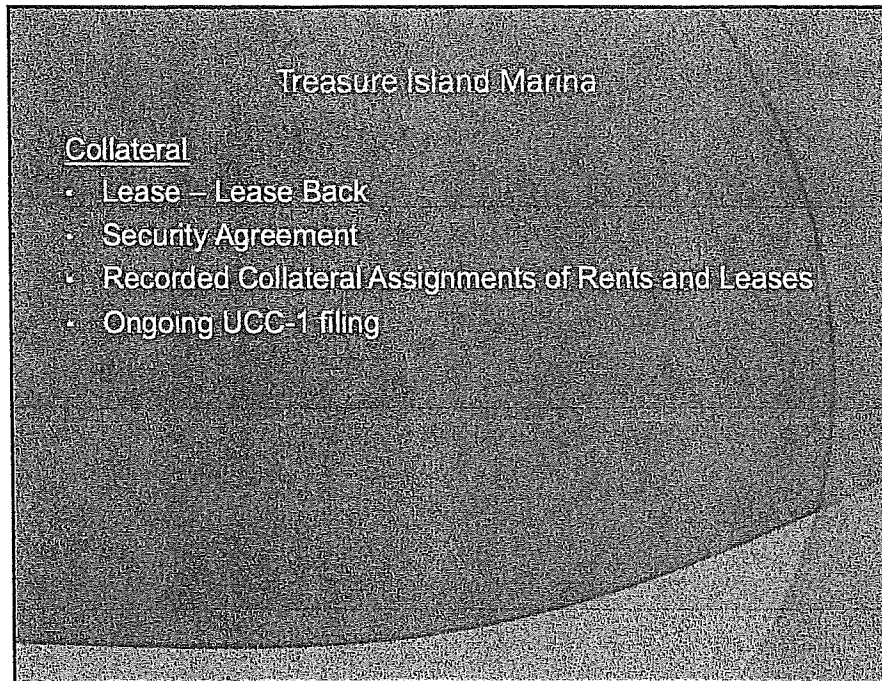 Treasure Island Marina
Collateral
• Lease – Lease Back
• Security Agreement
• Recorded Collateral Assignments of Rents and Leases
• Ongoing UCC-1 filing